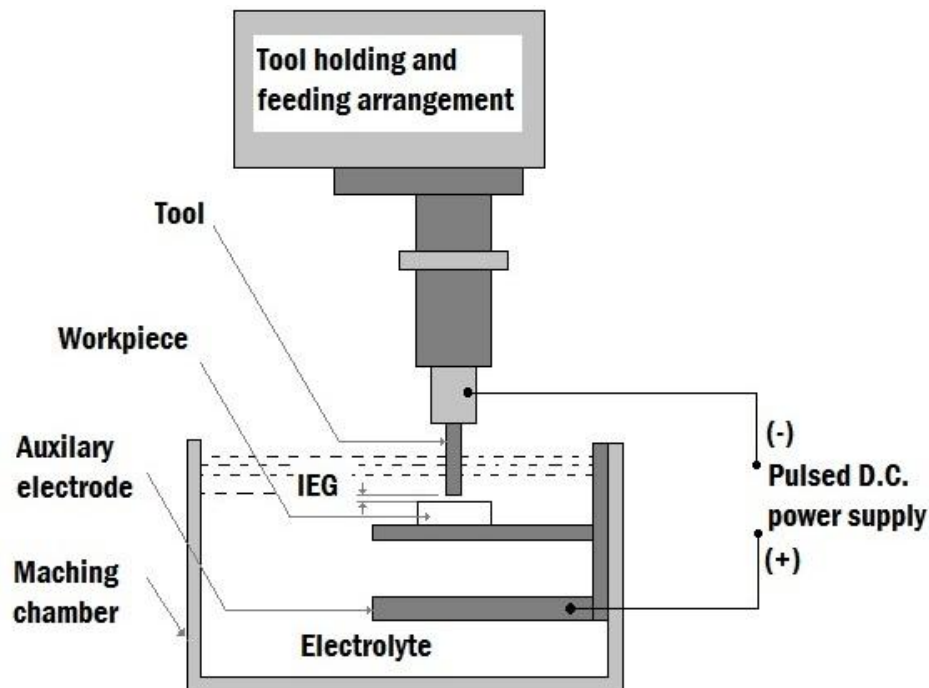 Tool holding and
feeding arrangement
Tool
Workpiece
Auxilary
electrode
IEG
(-)
Pulsed D.C.
power supply
(+)
Maching
chamber
Electrolyte